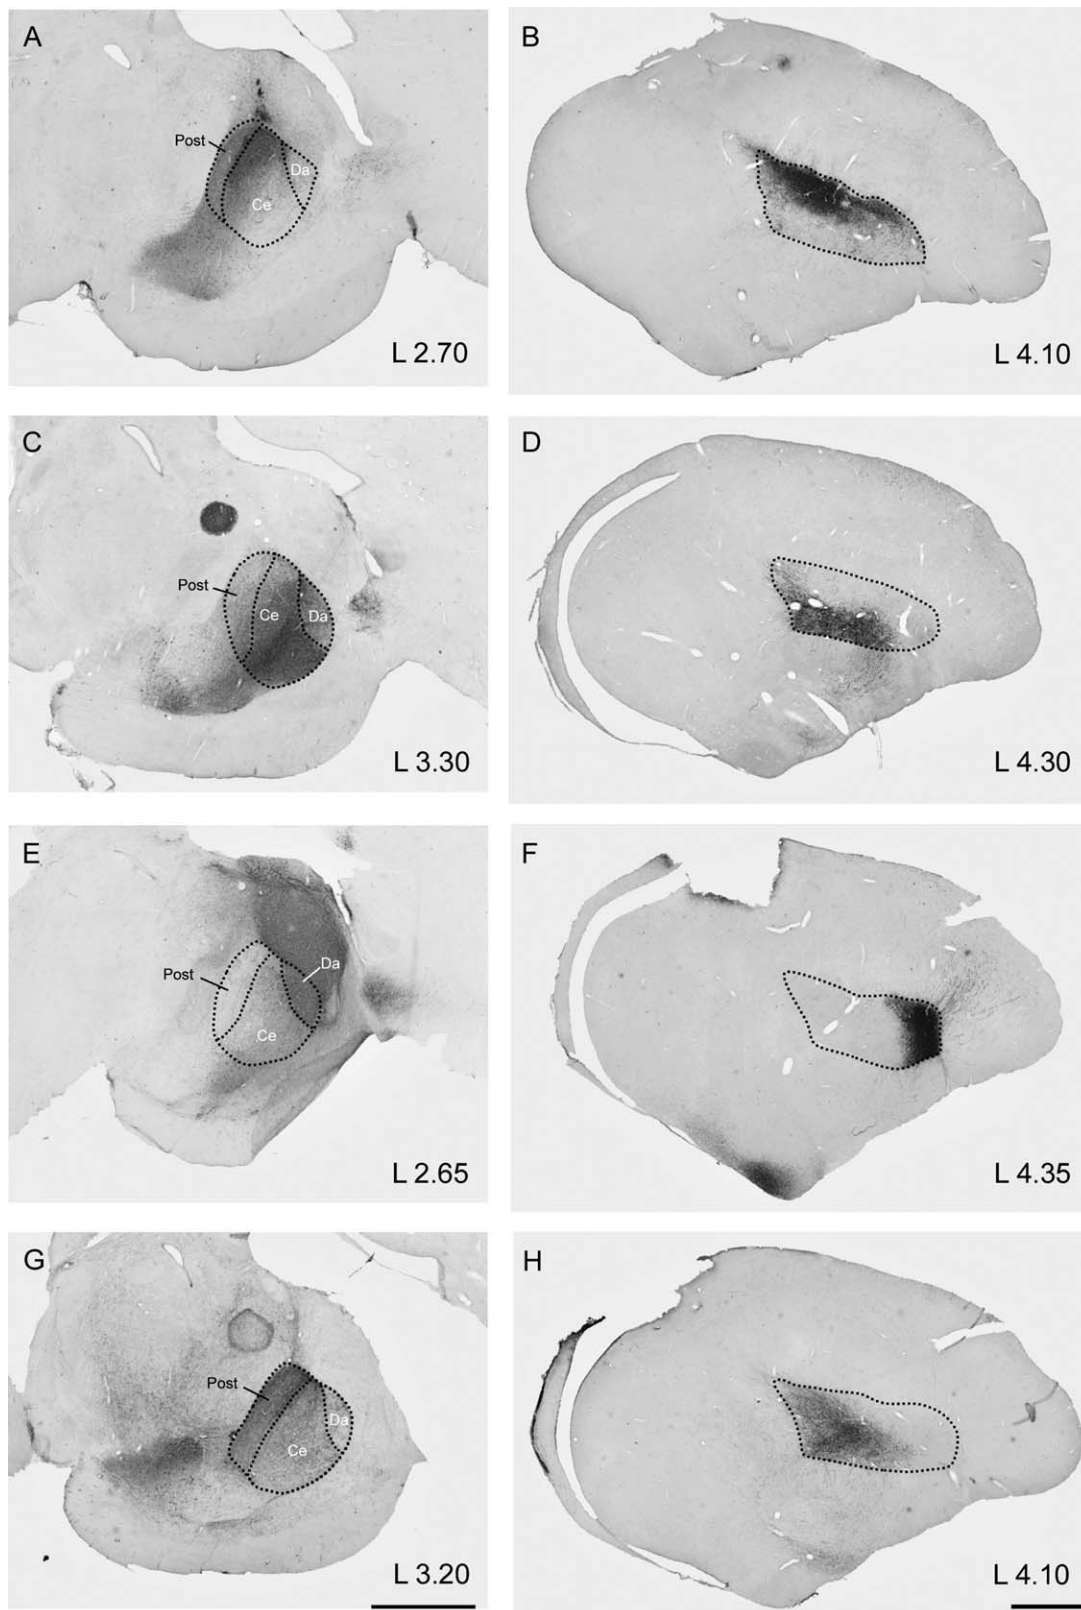 A
Post
Da
Ce
L 2.70
B
L 4.10
C
Post
Ce
Da
L 3.30
D
L 4.30
E
Post
Da
Ce
L 2.65
F
L 4.35
G
Post
Da
Ce
L 3.20
H
L 4.10